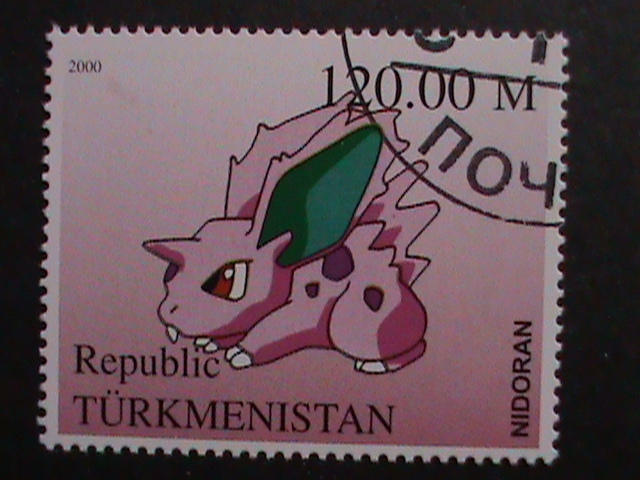 2000
120.00 M
ПОЧ
NIDORAN
Republic
TÜRKMENISTAN